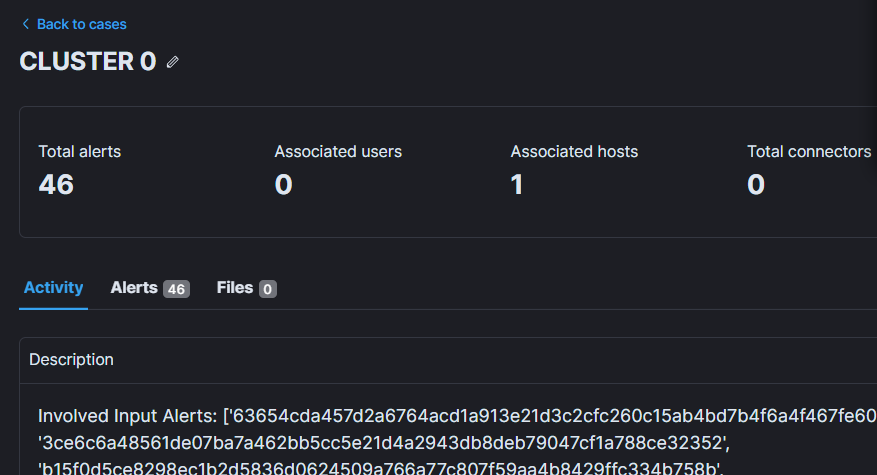 Back to cases
CLUSTER 0
Total alerts Associated users Associated hosts Total connectors
46 0 1 0
Activity Alerts 46 Files 0
Description
Involved Input Alerts: ['63654cda457d2a6764acd1a913e21d3c2cfc260c15ab4bd7b4f6a4f467fe60
'3ce6c6a48561de07ba7a462bb5cc5e21d4a2943db8deb79047cf1a788ce32352',
'b15f0d5ce8298ec1b2d5836d0624509a766a77c807f59aa4b8429ffc334b758b',